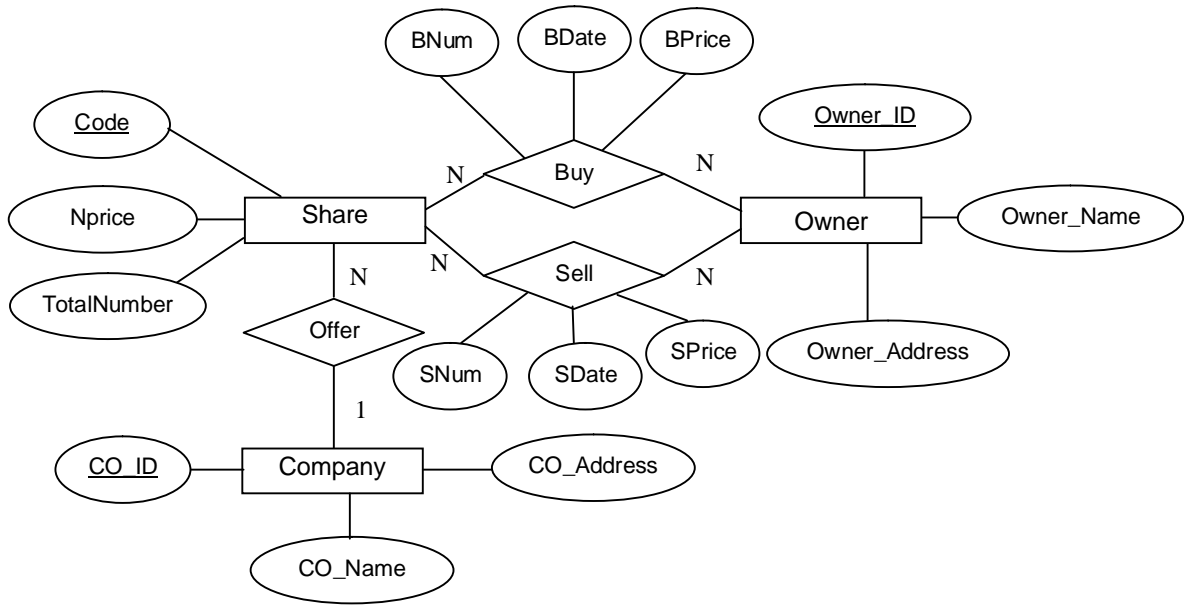 BNum
BDate
BPrice
Code
Owner_ID
N
Buy
N
Nprice
Share
Owner
Owner_Name
N
Sell
N
N
TotalNumber
Offer
SNum
SDate
SPrice
Owner_Address
1
CO_ID
Company
CO_Address
CO_Name